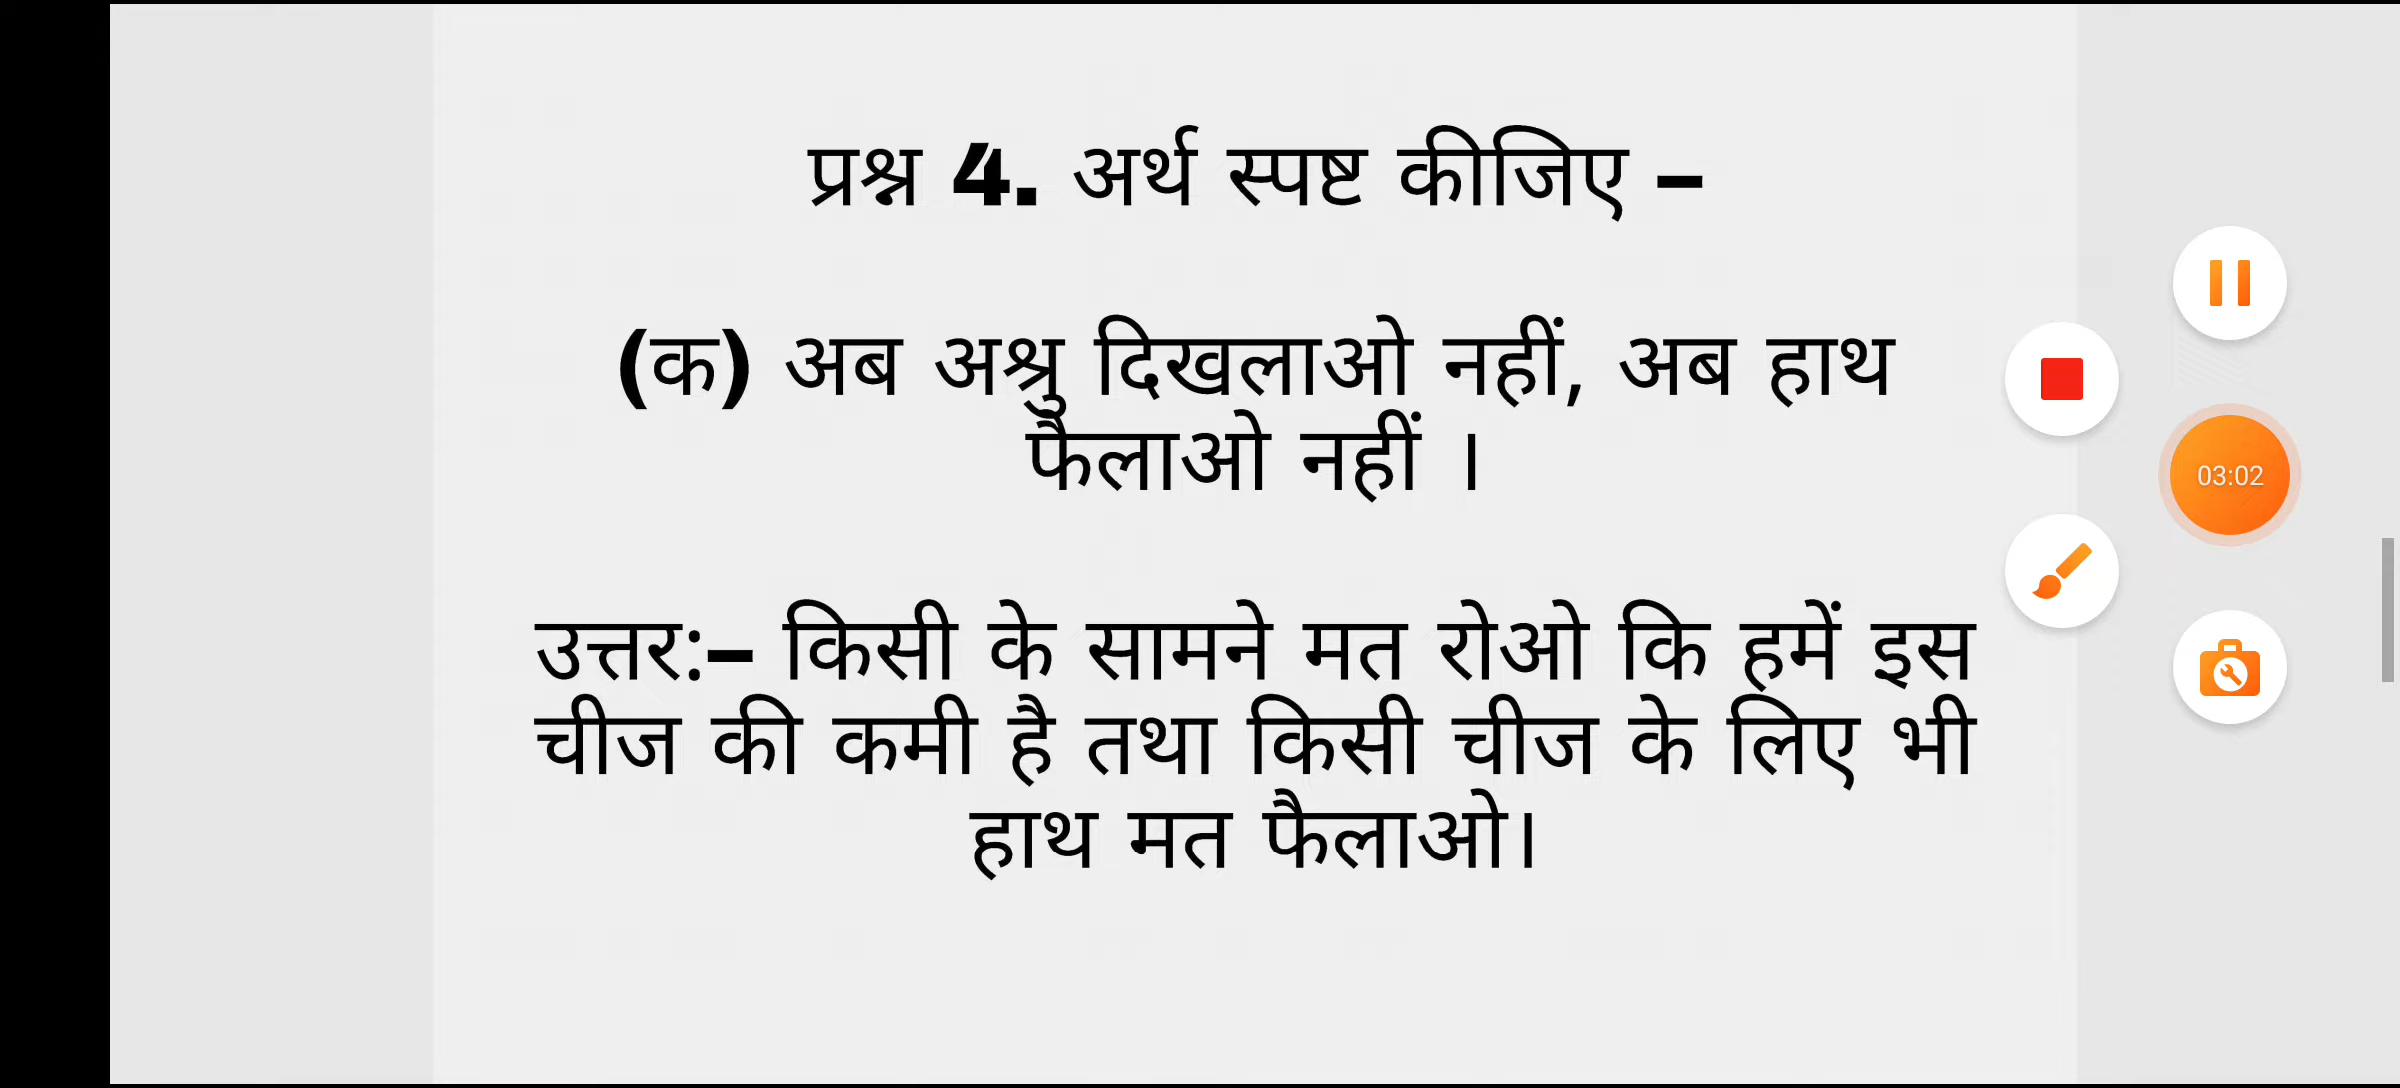 प्रश्न 4. अर्थ स्पष्ट कीजिए –
(क) अब अश्रु दिखलाओ नहीं, अब हाथ
फैलाओ नहीं ।
उत्तर:– किसी के सामने मत रोओ कि हमें इस
चीज की कमी है तथा किसी चीज के लिए भी
हाथ मत फैलाओ।
03:02